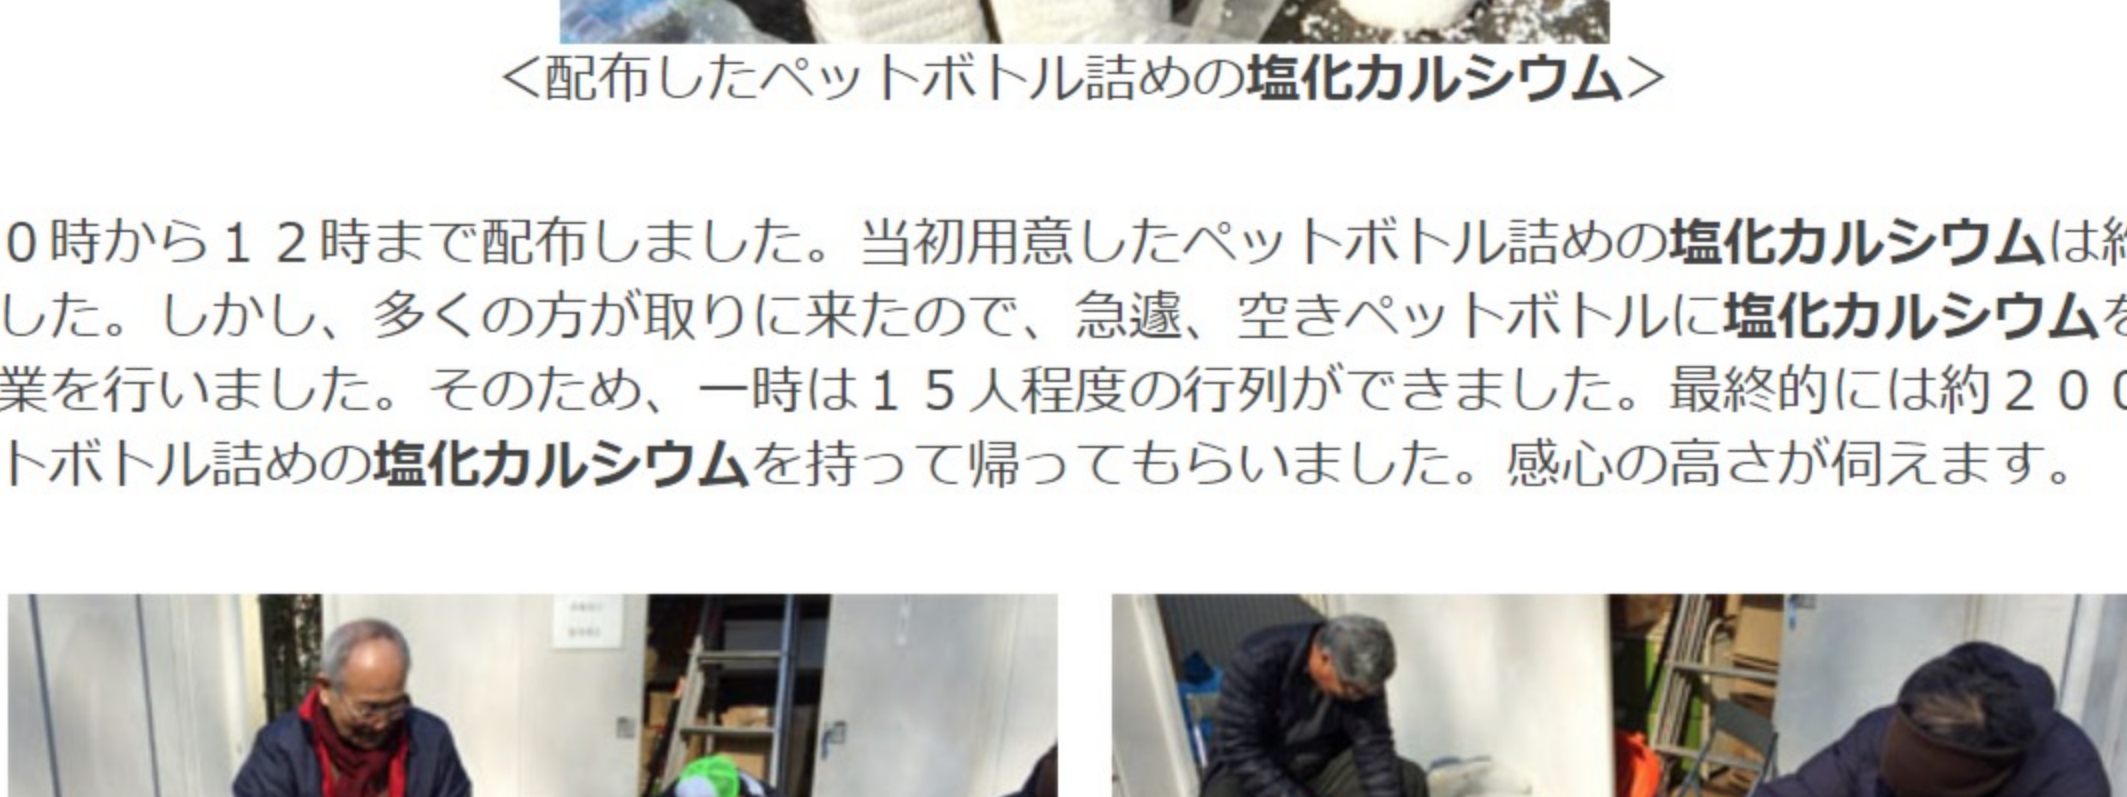 ＜配布したペットボトル詰めの塩化カルシウム＞
０時から１２時まで配布しました。当初用意したペットボトル詰めの塩化カルシウムは
した。しかし、多くの方が取りに来たので、急遽、空きペットボトルに塩化カルシウムを
業を行いました。そのため、一時は１５人程度の行列ができました。最終的には約２００
トボトル詰めの塩化カルシウムを持って帰ってもらいました。感心の高さが伺えます。